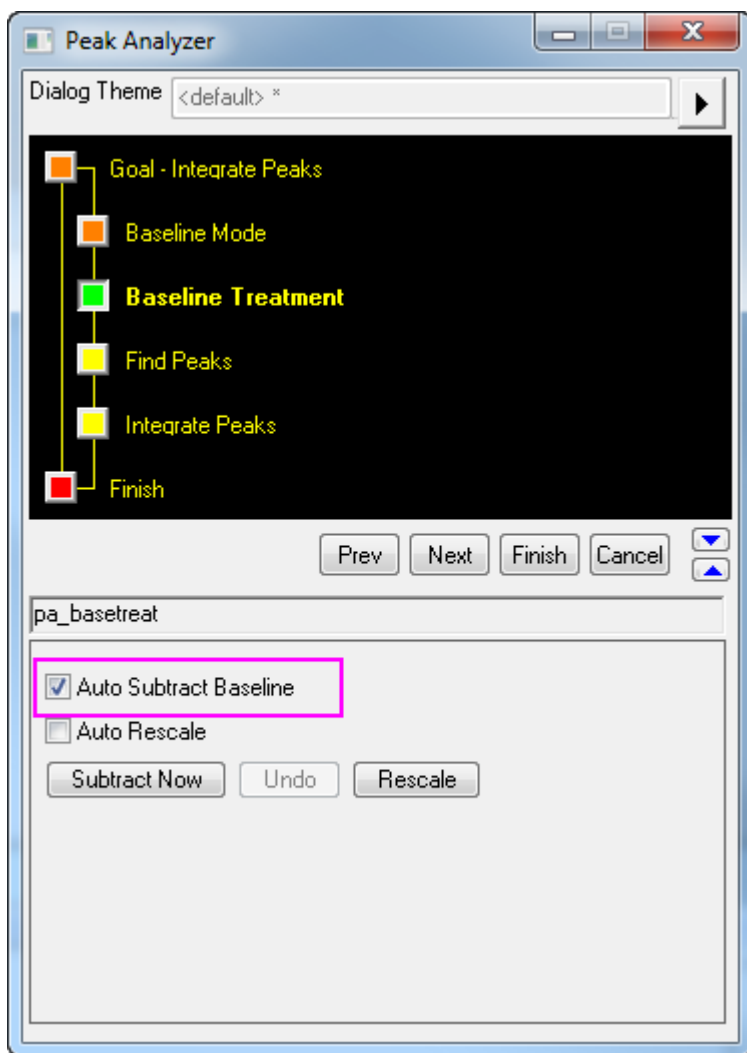 Peak Analyzer
Dialog Theme <default> *
Goal - Integrate Peaks
Baseline Mode
Baseline Treatment
Find Peaks
Integrate Peaks
Finish
Prev Next Finish Cancel
pa_basetreat
Auto Subtract Baseline
Auto Rescale
Subtract Now Undo Rescale